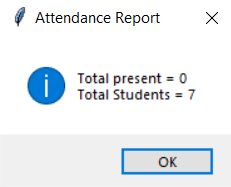 Attendance Report
Total present = 0
Total Students = 7
OK